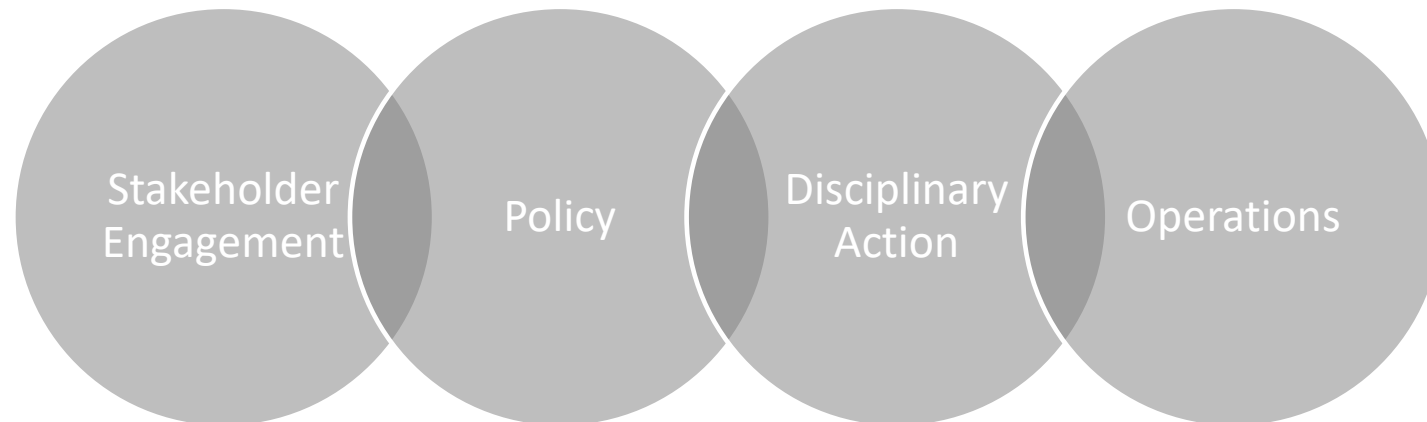 Stakeholder
Engagement
Policy
Disciplinary
Action
Operations